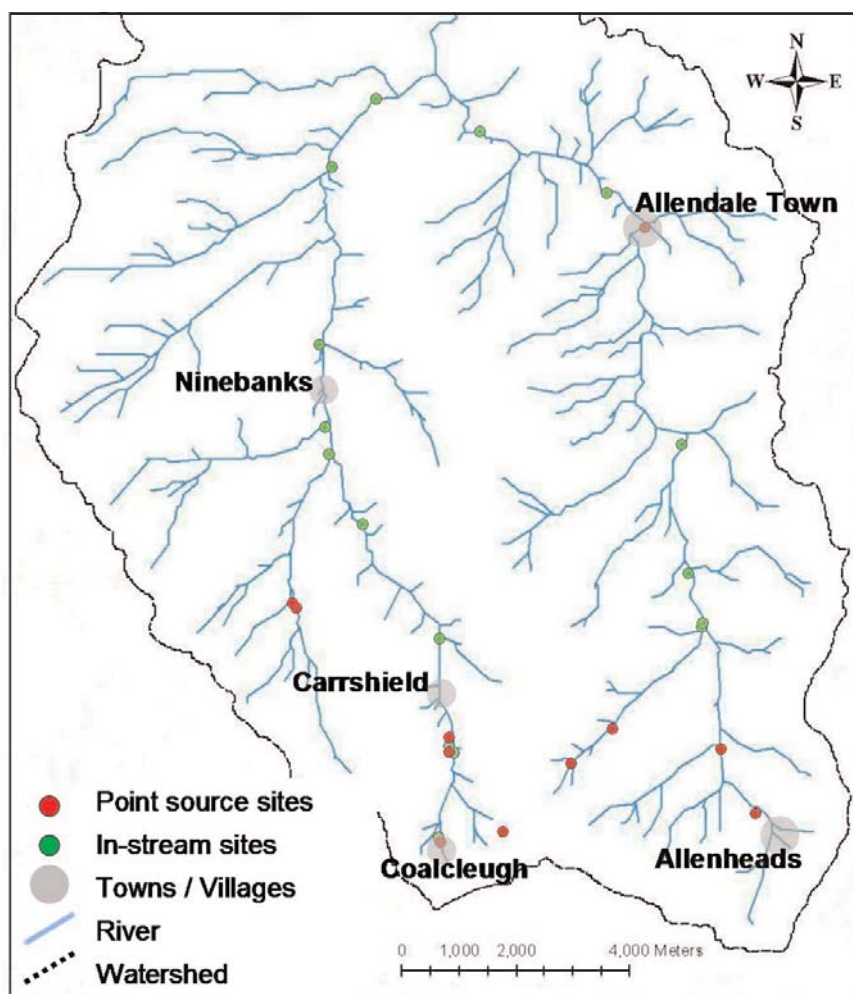 N
W E
S
Allendale Town
Ninebanks
Carrshield
Coalcleugh
Allenheads
Point source sites
In-stream sites
Towns / Villages
River
Watershed
0 1,000 2,000 4,000 Meters